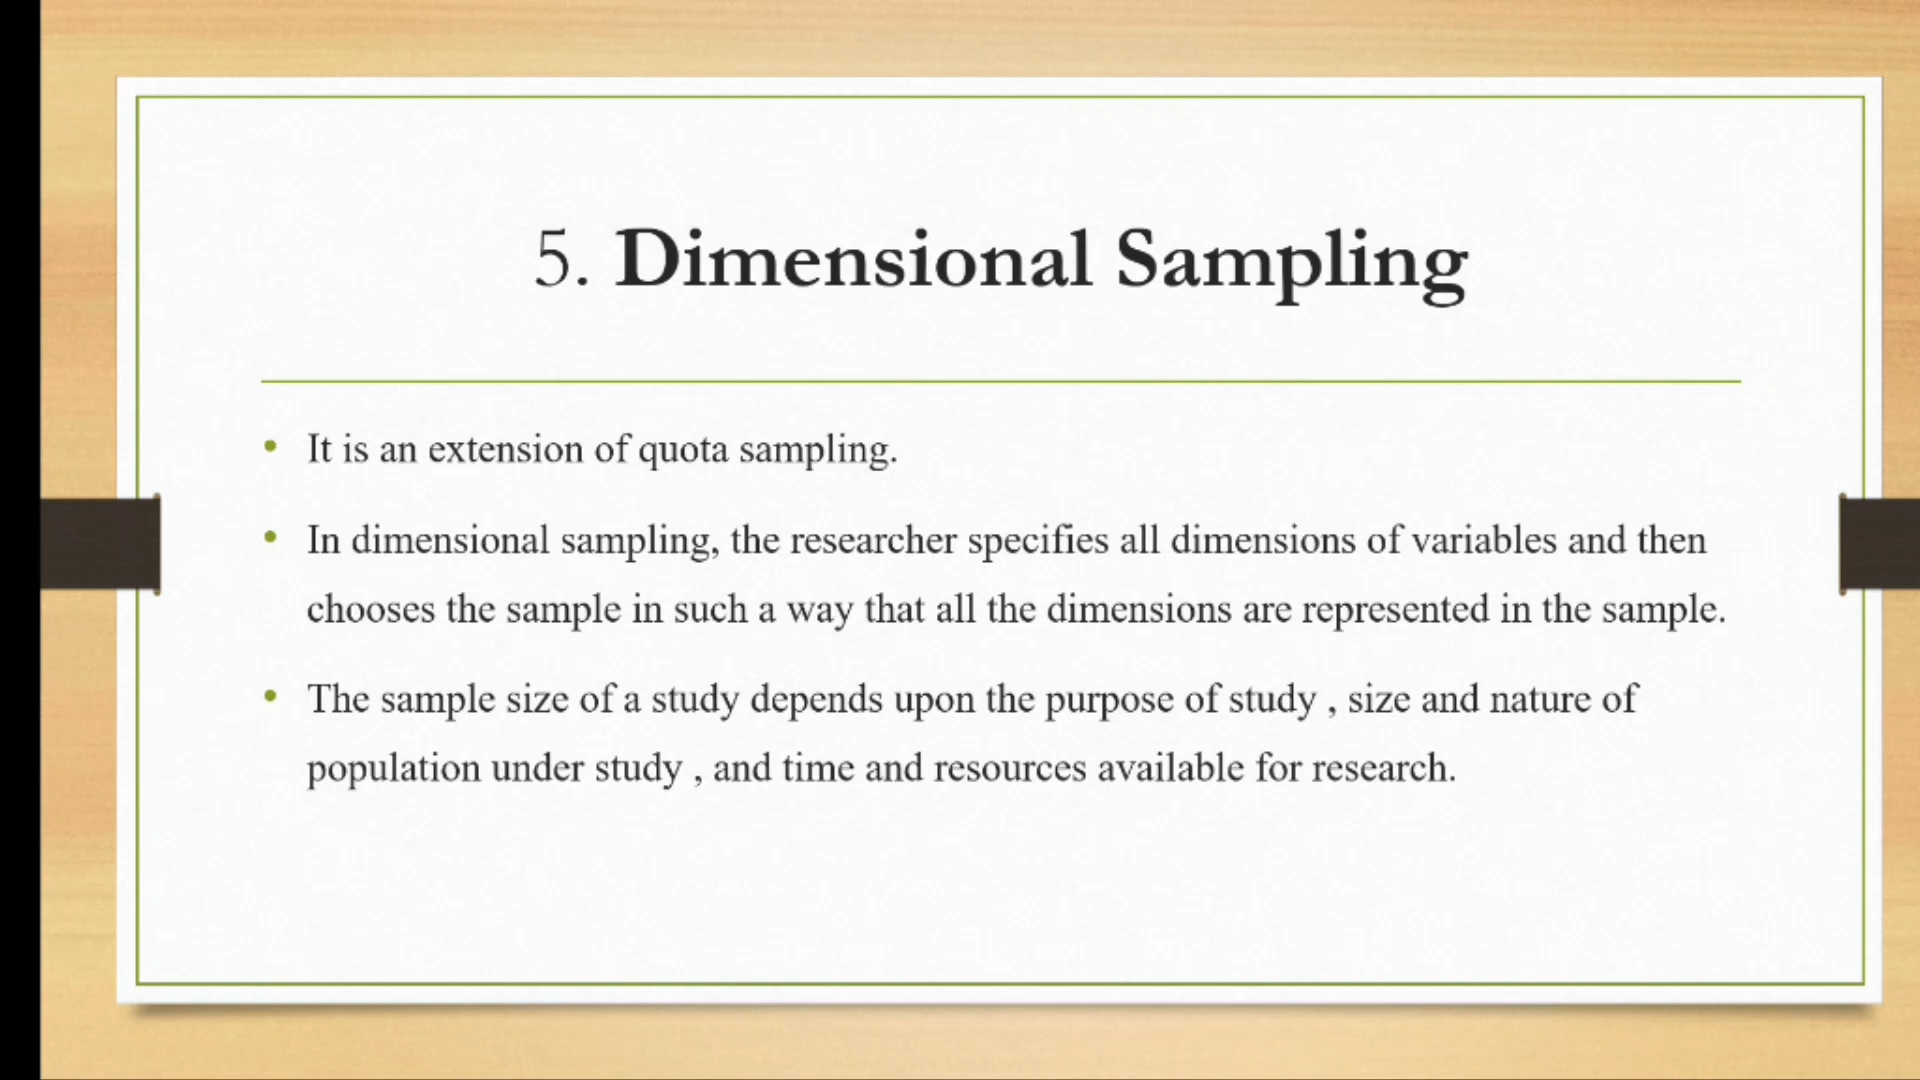 5. Dimensional Sampling
• It is an extension of quota sampling.
• In dimensional sampling, the researcher specifies all dimensions of variables and then
chooses the sample in such a way that all the dimensions are represented in the sample.
• The sample size of a study depends upon the purpose of study , size and nature of
population under study , and time and resources available for research.